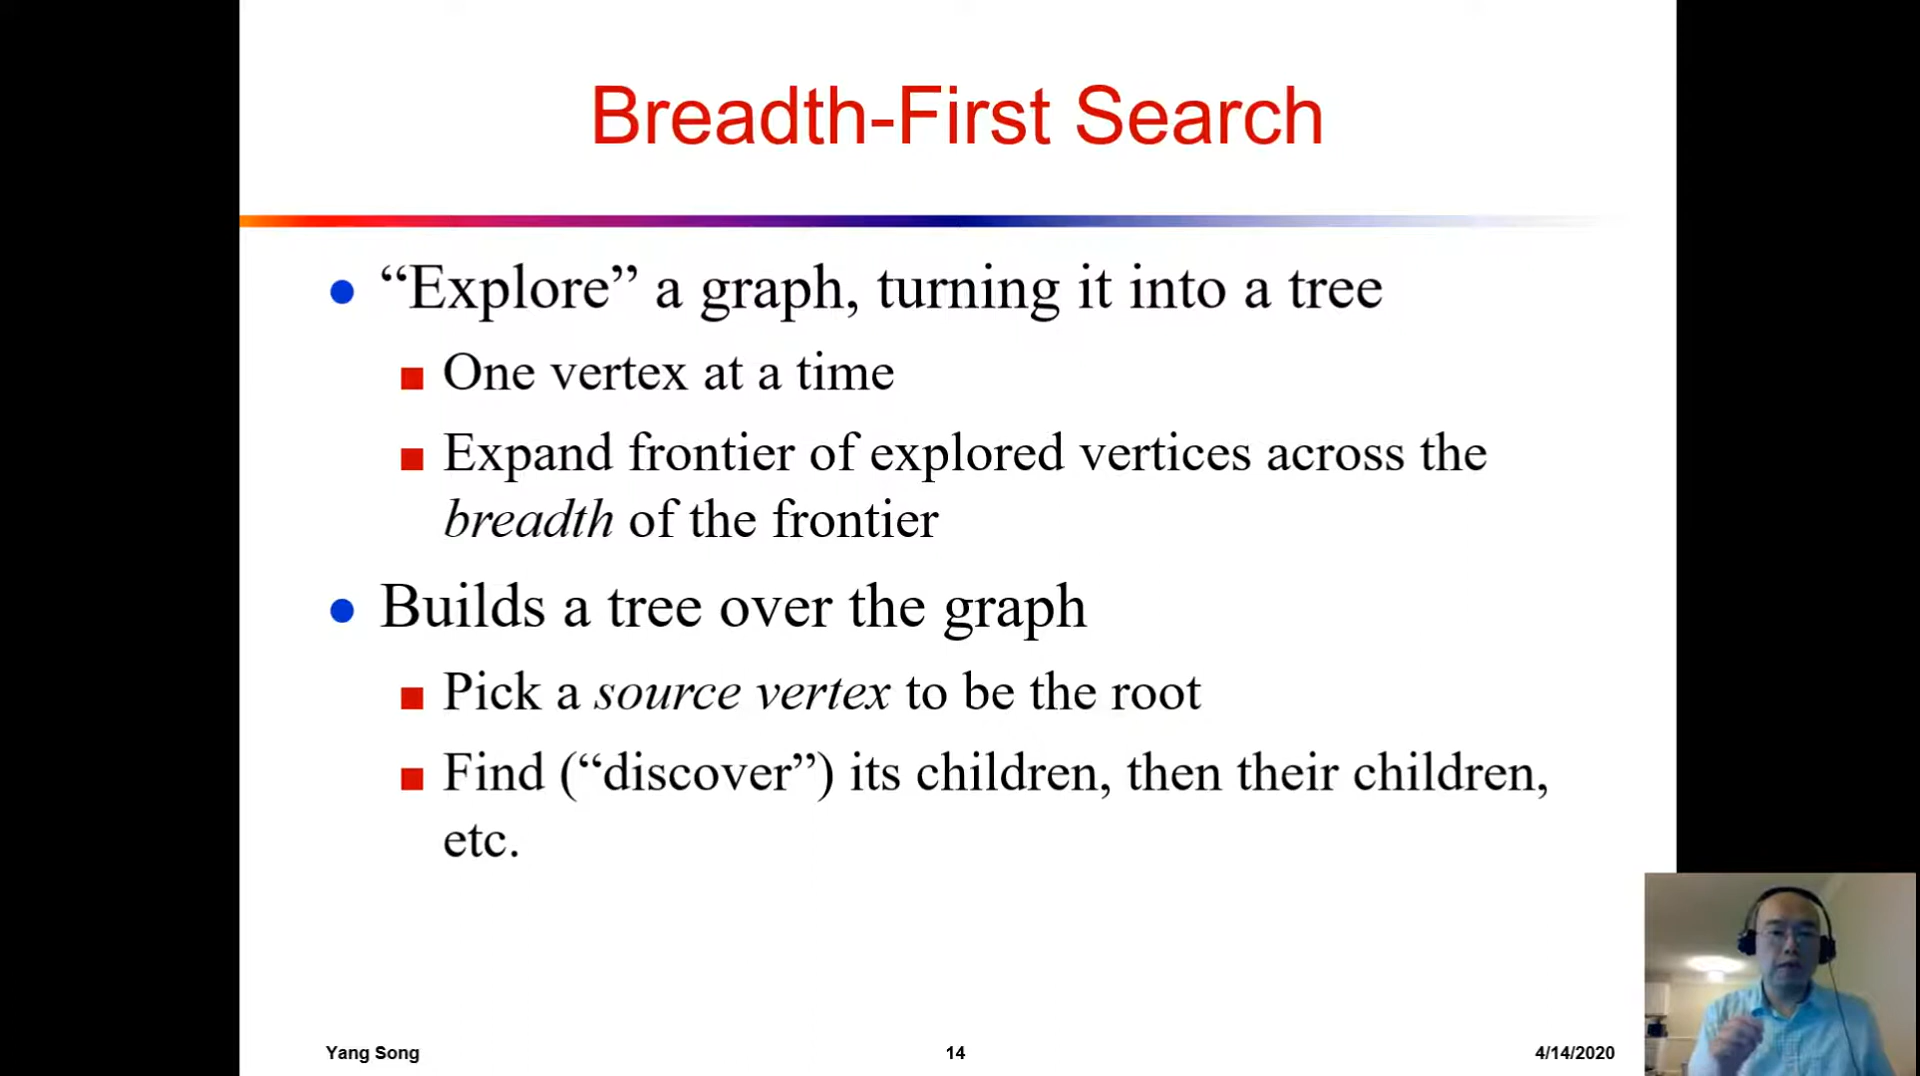 Breadth-First Search
“Explore” a graph, turning it into a tree
One vertex at a time
Expand frontier of explored vertices across the
breadth of the frontier
Builds a tree over the graph
Pick a source vertex to be the root
Find (“discover”) its children, then their children,
etc.
Yang Song
14
4/14/2020